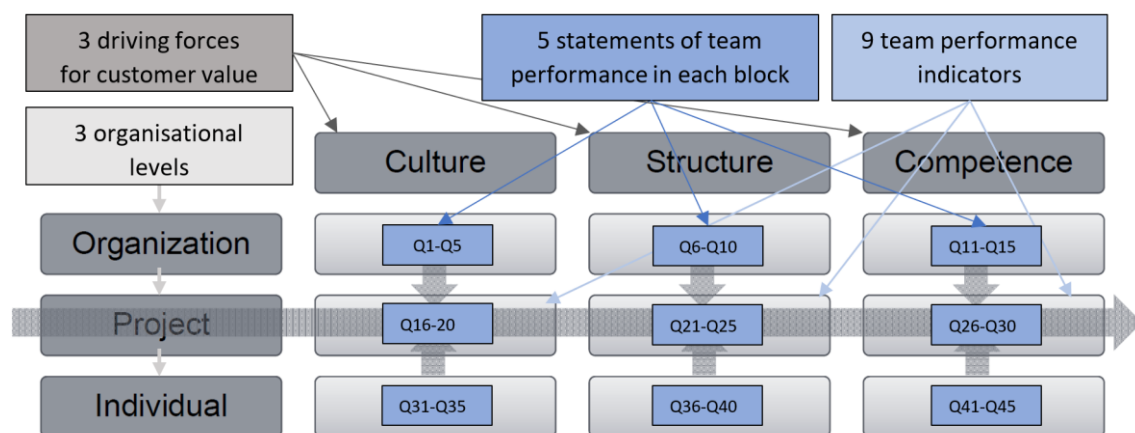 3 driving forces
for customer value
5 statements of team
performance in each block
9 team performance
indicators
3 organisational
levels
Culture
Structure
Competence
Organization
Q1-Q5
Q6-Q10
Q11-Q15
Project
Q16-20
Q21-Q25
Q26-Q30
Individual
Q31-Q35
Q36-Q40
Q41-Q45